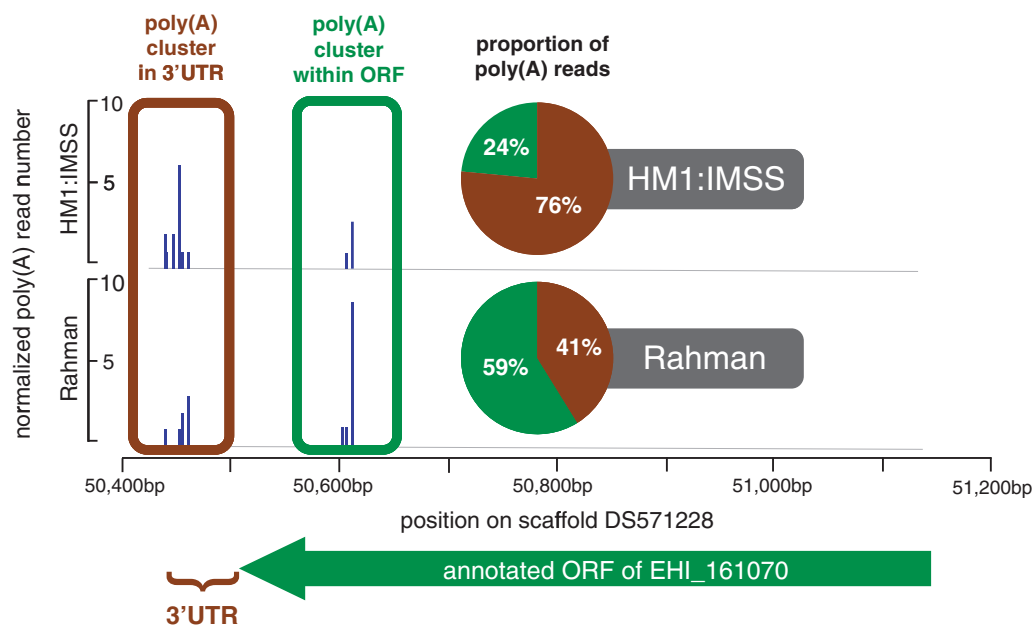 poly(A)
cluster
in 3'UTR
poly(A)
cluster
within ORF
proportion of
poly(A) reads
normalized poly(A) read number
HM1:IMSS
10
5
24%
76%
HM1:IMSS
Rahman
10
5
59%
41%
Rahman
50,400bp
50,600bp
50,800bp
51,000bp
51,200bp
position on scaffold DS571228
annotated ORF of EHI_161070
3'UTR